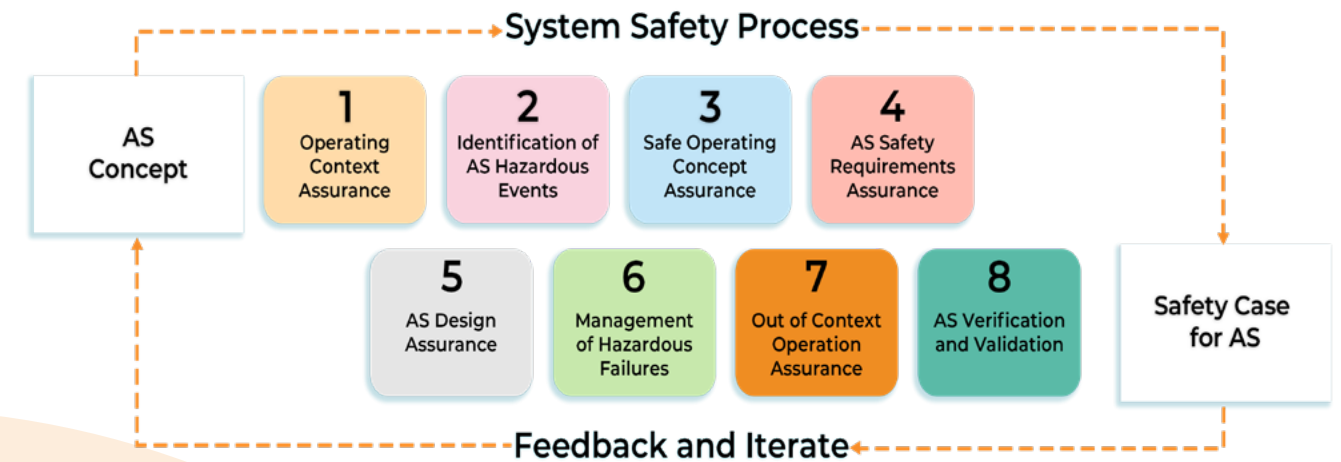 System Safety Process
AS
Concept
1
Operating
Context
Assurance
2
Identification of
AS Hazardous
Events
3
Safe Operating
Concept
Assurance
4
AS Safety
Requirements
Assurance
5
AS Design
Assurance
6
Management
of Hazardous
Failures
7
Out of Context
Operation
Assurance
8
AS Verification
and Validation
Safety Case
for AS
Feedback and Iterate